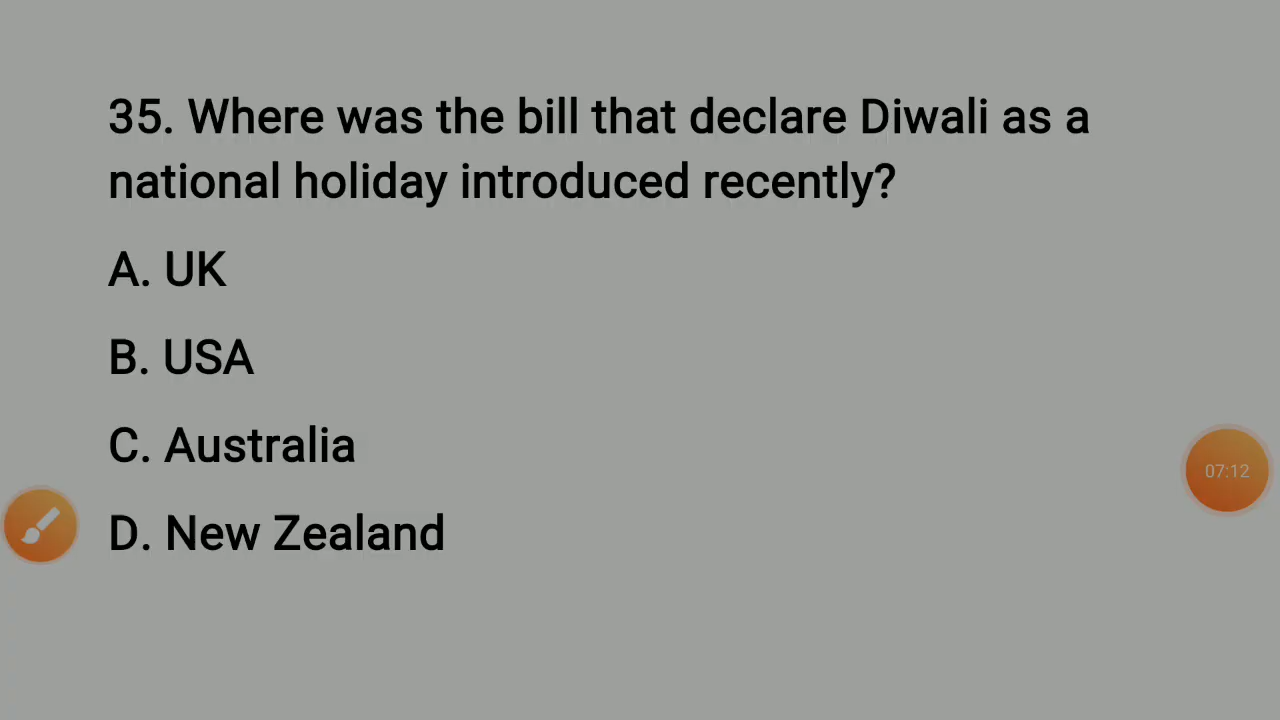 35. Where was the bill that declare Diwali as a
national holiday introduced recently?
A. UK
B. USA
C. Australia
D. New Zealand
07:12